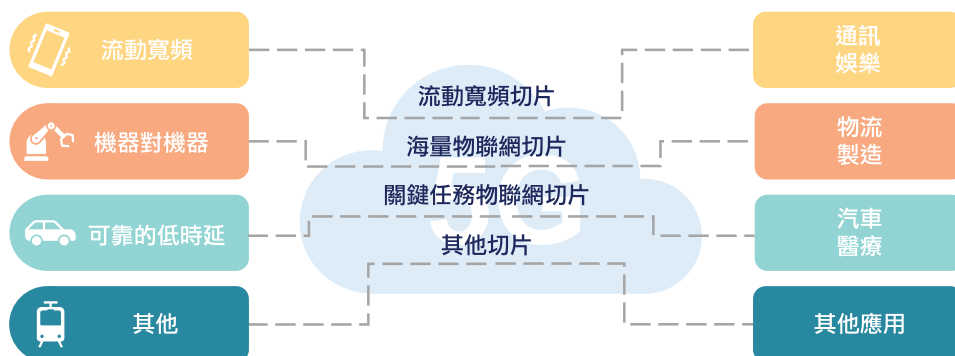 流動寬頻
流動寬頻切片
通訊
娛樂
機器對機器
海量物聯網切片
物流
製造
5G
可靠的低時延
關鍵任務物聯網切片
汽車
醫療
其他
其他切片
其他應用